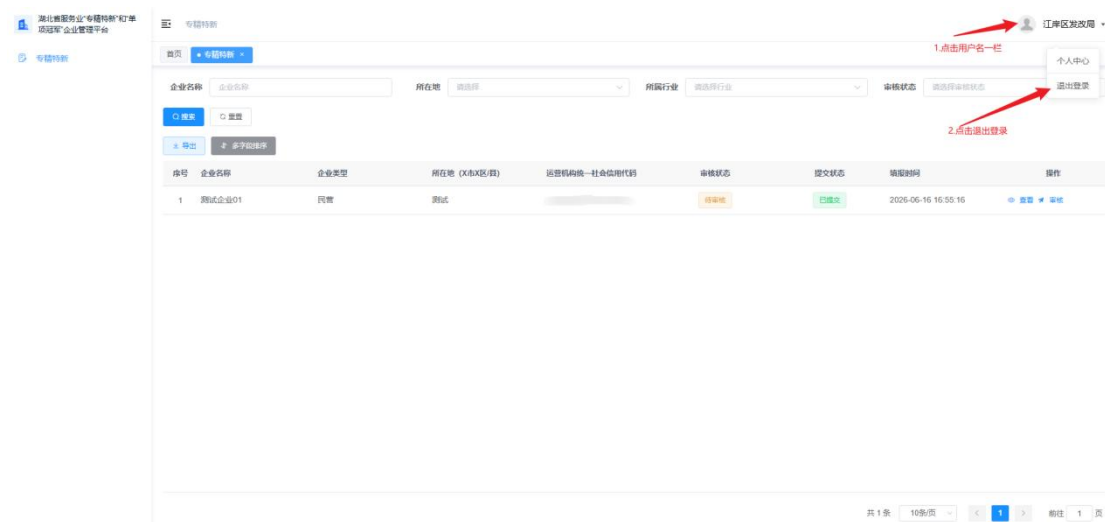 湖北省服务业“专精特新”和“单
项冠军”企业管理平台
专精特新
江岸区发改局
1.点击用户名一栏
专精特新
首页
专精特新 ×
个人中心
退出登录
企业名称 企业名称
所在地 请选择
所属行业 请选择行业
审核状态 请选择审核状态
搜索
重置
2.点击退出登录
导出
多字段排序
序号 企业名称 企业类型 所在地 (X市X区/县) 运营机构统一社会信用代码 审核状态 提交状态 填报时间 操作
1 测试企业01 民营 测试 待审核 已提交 2026-06-16 16:55:16 查看 审核
共 1 条 10条/页 < 1 > 前往 1 页